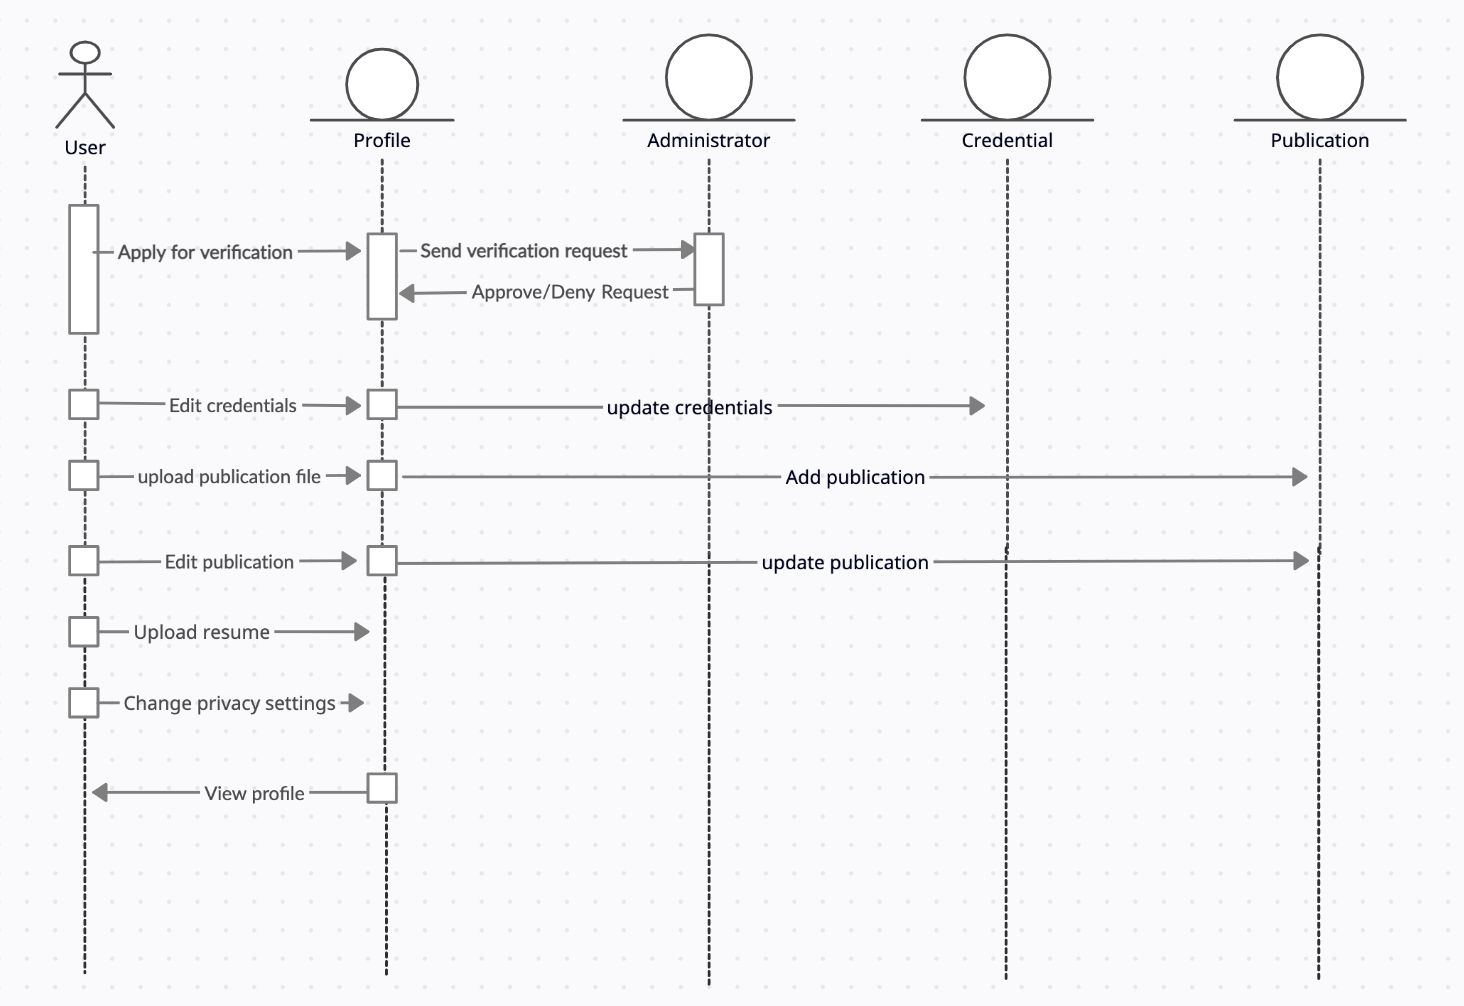 User
Profile
Administrator
Credential
Publication
Apply for verification
Send verification request
Approve/Deny Request
Edit credentials
update credentials
upload publication file
Add publication
Edit publication
update publication
Upload resume
Change privacy settings
View profile